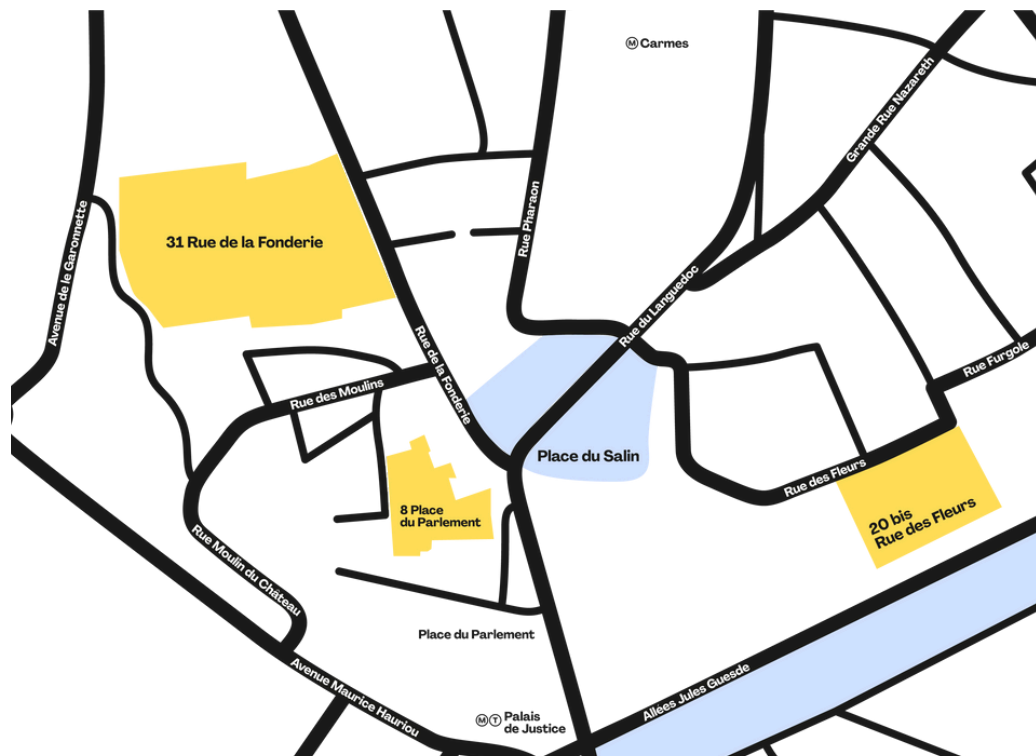 Ⓜ Carmes
Grande Rue Nazareth
Avenue de le Garonnette
31 Rue de la Fonderie
Rue Pharaon
Rue du Languedoc
Rue de la Fonderie
Rue Furgole
Rue des Moulins
Place du Salin
Rue des Fleurs
8 Place
du Parlement
20 bis
Rue des Fleurs
Rue Moulin du Château
Place du Parlement
Avenue Maurice Hauriou
Allées Jules Guesde
Ⓜ Ⓣ Palais
de Justice